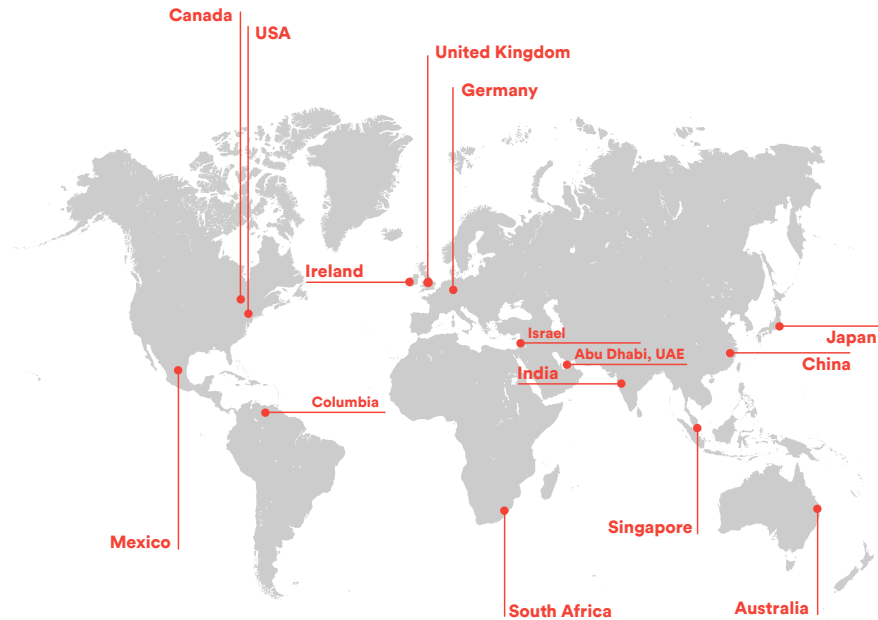 Canada
USA
United Kingdom
Germany
Ireland
Israel
Japan
Abu Dhabi, UAE
China
India
Columbia
Singapore
Mexico
Australia
South Africa